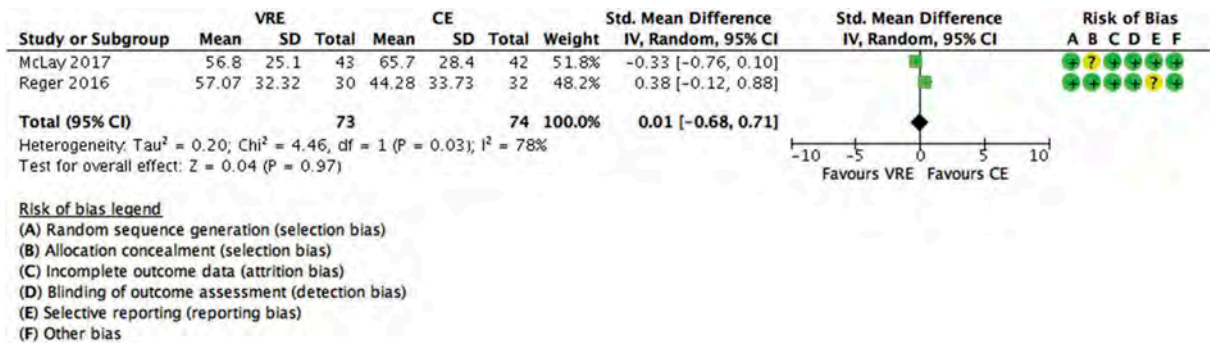 VRE CE Std. Mean Difference Std. Mean Difference Risk of Bias
Study or Subgroup Mean SD Total Mean SD Total Weight IV, Random, 95% CI IV, Random, 95% CI A B C D E F
McLay 2017 56.8 25.1 43 65.7 28.4 42 51.8% -0.33 [-0.76, 0.10] + ? + + + +
Reger 2016 57.07 32.32 30 44.28 33.73 32 48.2% 0.38 [-0.12, 0.88] + + + + ? +
Total (95% CI) 73 74 100.0% 0.01 [-0.68, 0.71]
Heterogeneity: Tau² = 0.20; Chi² = 4.46, df = 1 (P = 0.03); I² = 78%
Test for overall effect: Z = 0.04 (P = 0.97)
-10 -5 0 5 10
Favours VRE Favours CE
Risk of bias legend
(A) Random sequence generation (selection bias)
(B) Allocation concealment (selection bias)
(C) Incomplete outcome data (attrition bias)
(D) Blinding of outcome assessment (detection bias)
(E) Selective reporting (reporting bias)
(F) Other bias